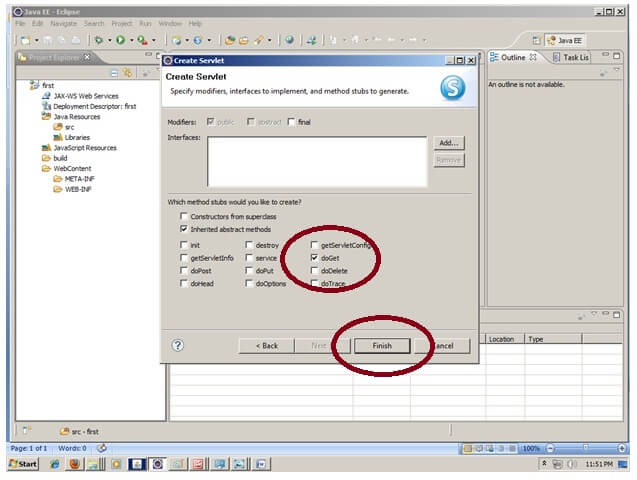 Java EE - Eclipse
File Edit Navigate Search Project Run Window Help
Java EE
Project Explorer
first
JAX-WS Web Services
Deployment Descriptor: first
Java Resources
src
Libraries
JavaScript Resources
build
WebContent
META-INF
WEB-INF
Create Servlet
Create Servlet
Specify modifiers, interfaces to implement, and method stubs to generate.
S
Modifiers: public abstract final
Interfaces:
Add...
Remove
Which method stubs would you like to create?
Constructors from superclass
Inherited abstract methods
init destroy getServletConfig
getServletInfo service doGet
doPost doPut doDelete
doHead doOptions doTrace
? < Back Next Finish Cancel
Outline Task Lis
An outline is not available.
Location Type
src - first
Page: 1 of 1 Words: 0 100%
Start 11:51 PM